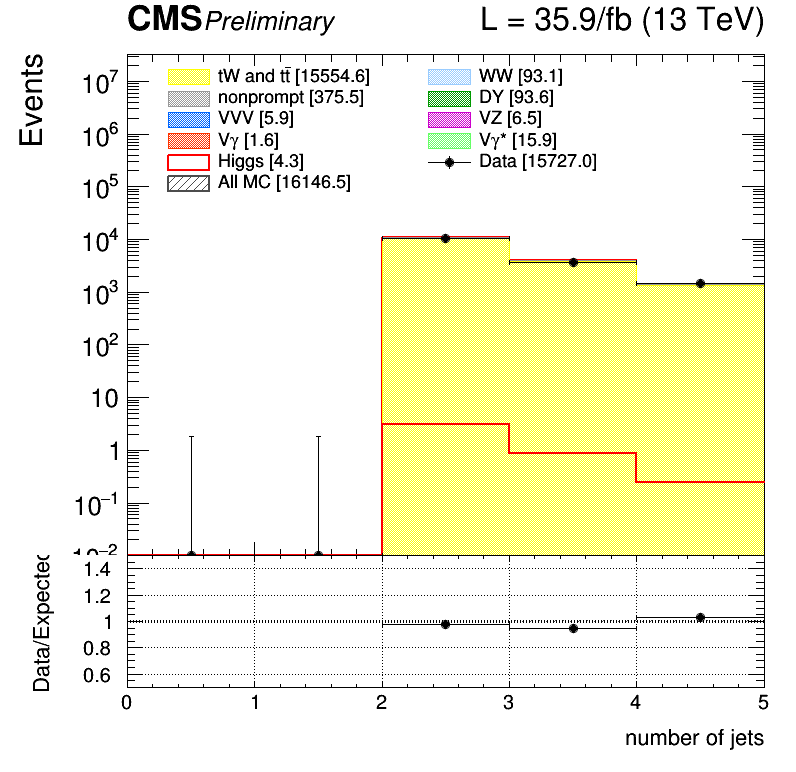 CMS Preliminary L = 35.9/fb (13 TeV)
Events
10⁷
10⁶
10⁵
10⁴
10³
10²
10
1
10⁻¹
10⁻²
tW and tt̄ [15554.6]
nonprompt [375.5]
VVV [5.9]
Vγ [1.6]
Higgs [4.3]
All MC [16146.5]
WW [93.1]
DY [93.6]
VZ [6.5]
Vγ* [15.9]
Data [15727.0]
Data/Expected
1.4
1.2
1
0.8
0.6
0 1 2 3 4 5
number of jets